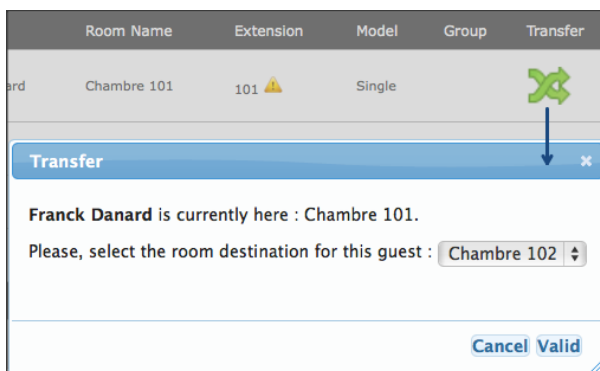 Room Name Extension Model Group Transfer
ard Chambre 101 101 Single
Transfer
Franck Danard is currently here : Chambre 101.
Please, select the room destination for this guest : Chambre 102
Cancel Valid